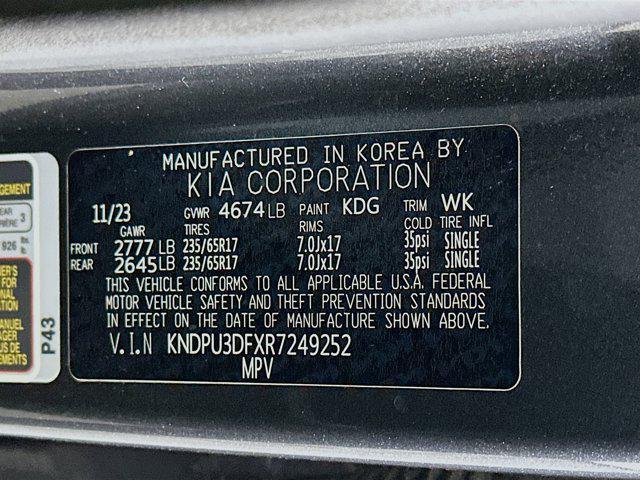 MANUFACTURED IN KOREA BY
KIA CORPORATION
11/23 GVWR 4674LB PAINT KDG TRIM WK
GAWR TIRES RIMS COLD TIRE INFL
FRONT 2777LB 235/65R17 7.0Jx17 35psi SINGLE
REAR 2645LB 235/65R17 7.0Jx17 35psi SINGLE
THIS VEHICLE CONFORMS TO ALL APPLICABLE U.S.A. FEDERAL
MOTOR VEHICLE SAFETY AND THEFT PREVENTION STANDARDS
IN EFFECT ON THE DATE OF MANUFACTURE SHOWN ABOVE.
V.I.N KNDPU3DFXR7249252
MPV
3
926
P43